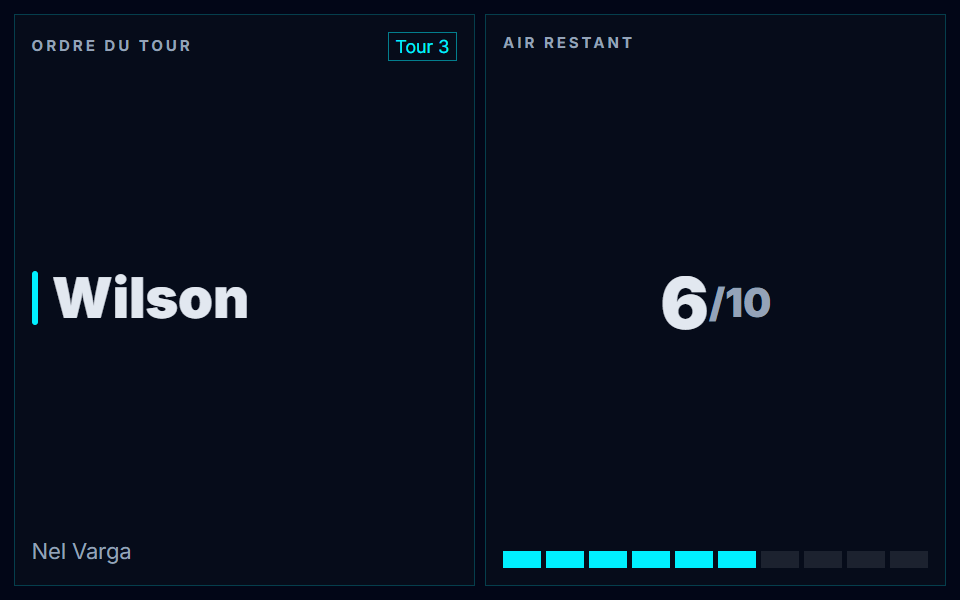 ORDRE DU TOUR
Tour 3
Wilson
Nel Varga
AIR RESTANT
6/10